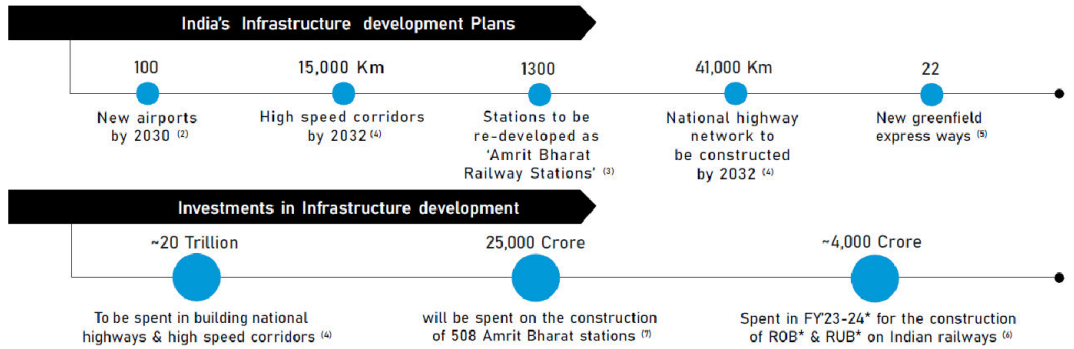 India's Infrastructure development Plans
100
New airports
by 2030 (2)
15,000 Km
High speed corridors
by 2032 (4)
1300
Stations to be
re-developed as
'Amrit Bharat
Railway Stations' (3)
41,000 Km
National highway
network to
be constructed
by 2032 (4)
22
New greenfield
express ways (5)
Investments in Infrastructure development
~20 Trillion
To be spent in building national
highways & high speed corridors (4)
25,000 Crore
will be spent on the construction
of 508 Amrit Bharat stations (7)
~4,000 Crore
Spent in FY'23-24* for the construction
of ROB* & RUB* on Indian railways (6)